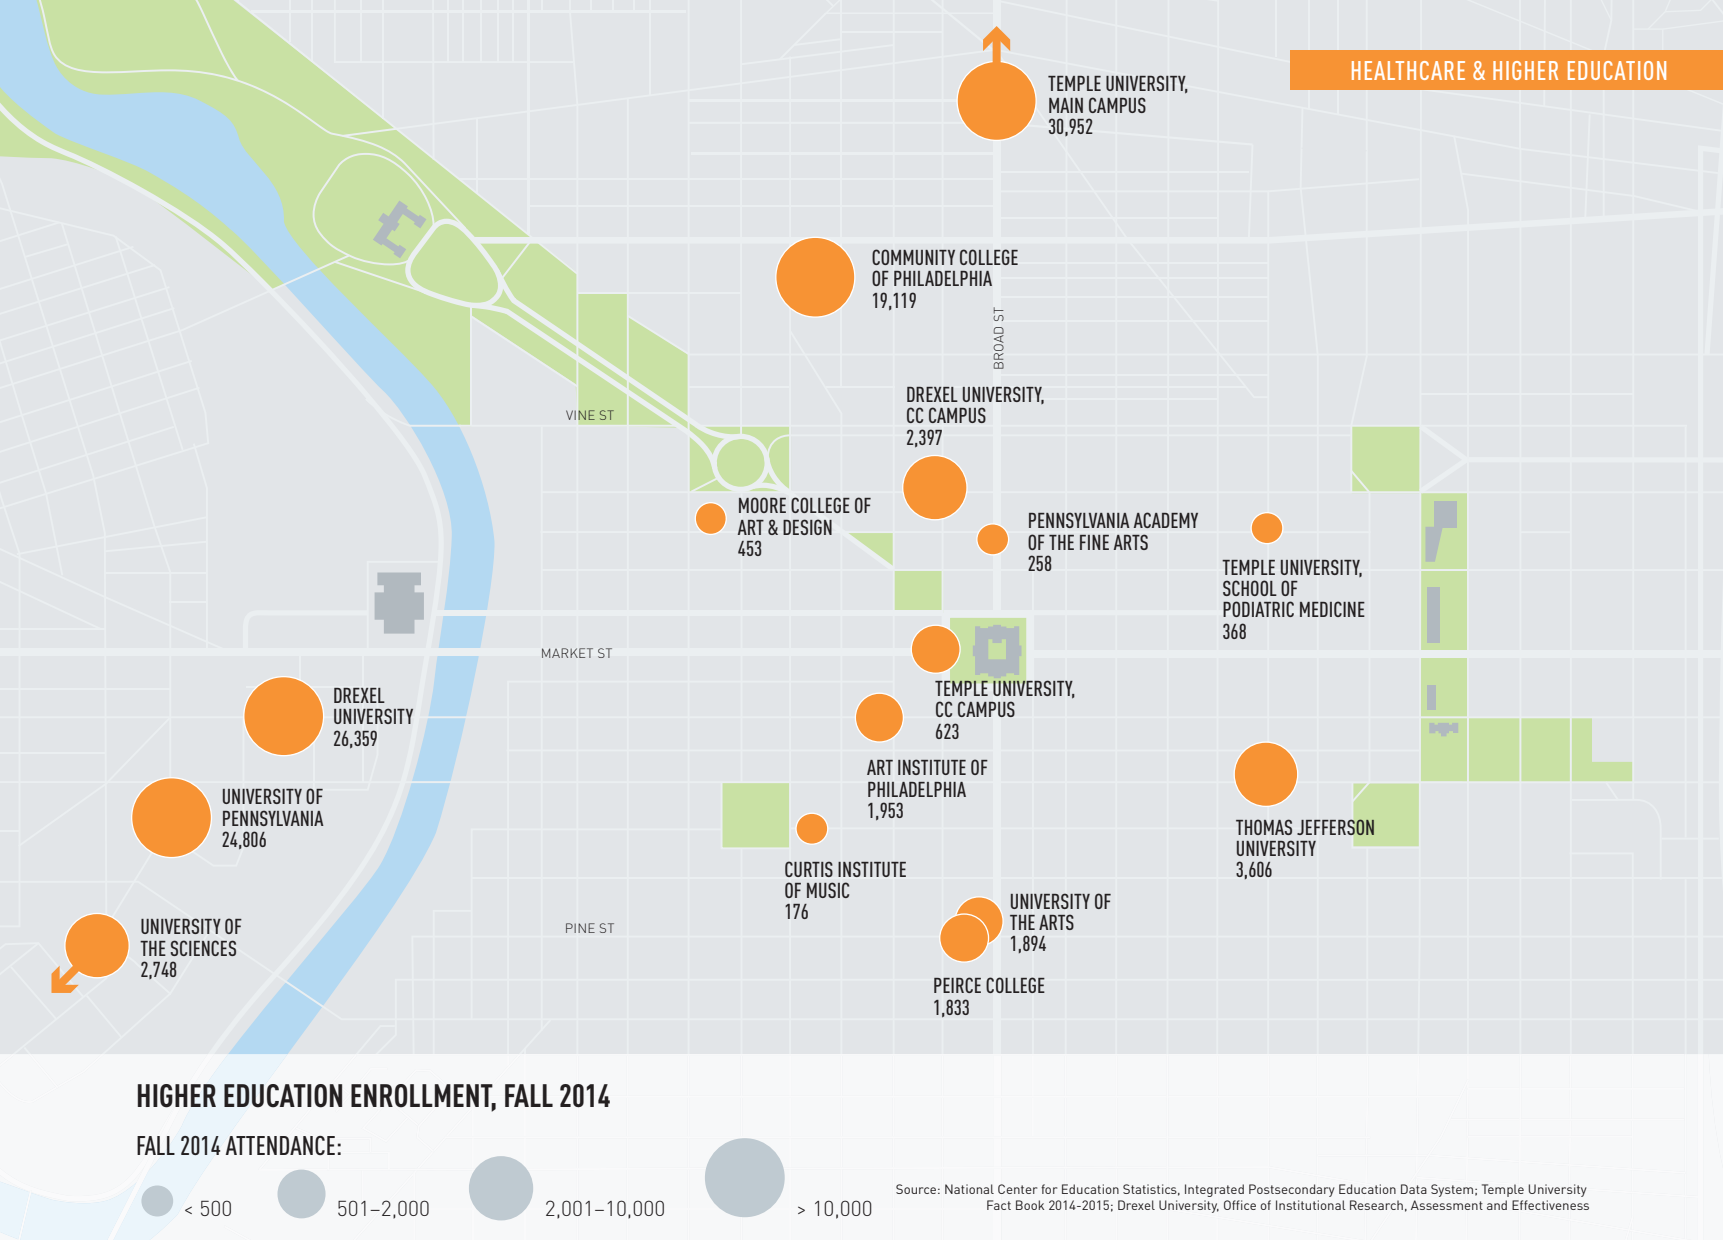 HEALTHCARE & HIGHER EDUCATION
TEMPLE UNIVERSITY,
MAIN CAMPUS
30,952
COMMUNITY COLLEGE
OF PHILADELPHIA
19,119
BROAD ST
DREXEL UNIVERSITY,
CC CAMPUS
2,397
VINE ST
MOORE COLLEGE OF
ART & DESIGN
453
PENNSYLVANIA ACADEMY
OF THE FINE ARTS
258
TEMPLE UNIVERSITY,
SCHOOL OF
PODIATRIC MEDICINE
368
MARKET ST
TEMPLE UNIVERSITY,
CC CAMPUS
623
DREXEL
UNIVERSITY
26,359
ART INSTITUTE OF
PHILADELPHIA
1,953
UNIVERSITY OF
PENNSYLVANIA
24,806
THOMAS JEFFERSON
UNIVERSITY
3,606
CURTIS INSTITUTE
OF MUSIC
176
UNIVERSITY OF
THE ARTS
1,894
UNIVERSITY OF
THE SCIENCES
2,748
PINE ST
PEIRCE COLLEGE
1,833
HIGHER EDUCATION ENROLLMENT, FALL 2014
FALL 2014 ATTENDANCE:
< 500
501–2,000
2,001–10,000
> 10,000
Source: National Center for Education Statistics, Integrated Postsecondary Education Data System; Temple University
Fact Book 2014-2015; Drexel University, Office of Institutional Research, Assessment and Effectiveness